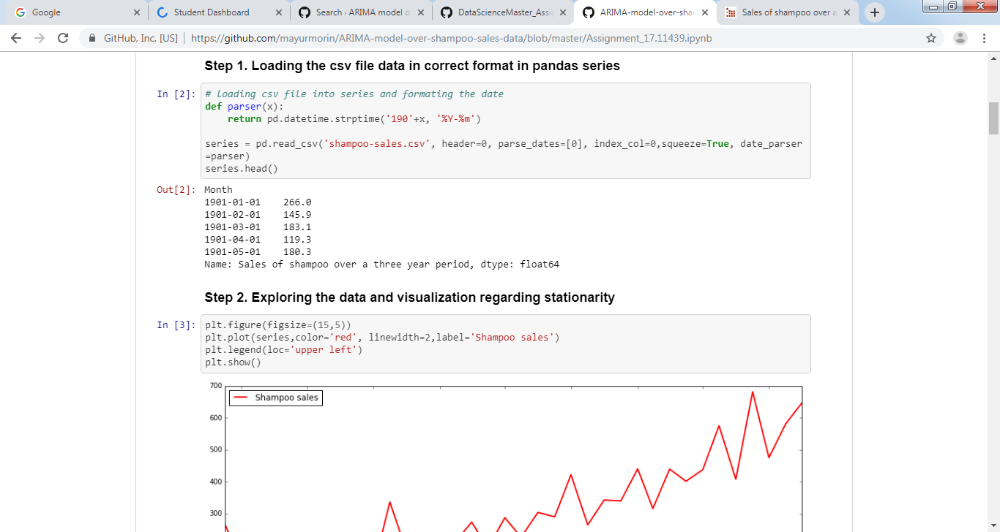 Google
Student Dashboard
Search · ARIMA model o
DataScienceMaster_Assi
ARIMA-model-over-shar
Sales of shampoo over a
GitHub, Inc. [US] | https://github.com/mayurmorin/ARIMA-model-over-shampoo-sales-data/blob/master/Assignment_17.11439.ipynb
Step 1. Loading the csv file data in correct format in pandas series
In [2]:
# loading csv file into series and formating the date
def parser(x):
    return pd.datetime.strptime('190'+x, '%Y-%m')
series = pd.read_csv('shampoo-sales.csv', header=0, parse_dates=[0], index_col=0,squeeze=True, date_parser
=parser)
series.head()
Out[2]:
Month
1901-01-01    266.0
1901-02-01    145.9
1901-03-01    183.1
1901-04-01    119.3
1901-05-01    180.3
Name: Sales of shampoo over a three year period, dtype: float64
Step 2. Exploring the data and visualization regarding stationarity
In [3]:
plt.figure(figsize=(15,5))
plt.plot(series,color='red', linewidth=2,label='Shampoo sales')
plt.legend(loc='upper left')
plt.show()
700
Shampoo sales
600
500
400
300